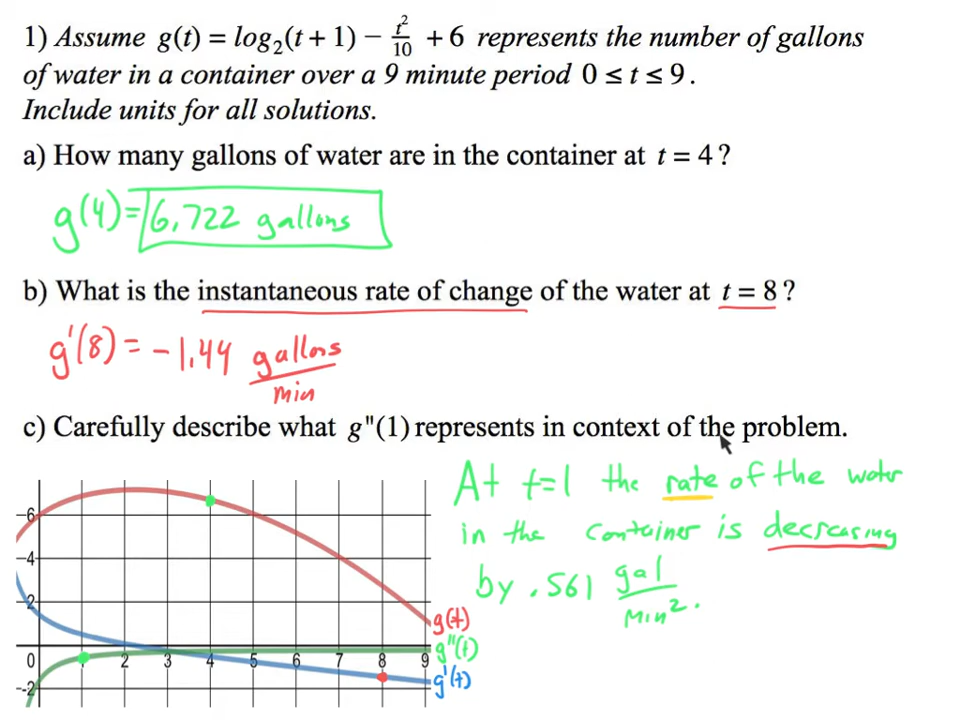 1) Assume g(t) = log₂(t + 1) − t²/10 + 6 represents the number of gallons
of water in a container over a 9 minute period 0 ≤ t ≤ 9.
Include units for all solutions.
a) How many gallons of water are in the container at t = 4?
g(4) = 6.722 gallons
b) What is the instantaneous rate of change of the water at t = 8?
g'(8) = -1.44 gallons/min
c) Carefully describe what g"(1) represents in context of the problem.
At t=1 the rate of the water
in the container is decreasing
by .561 gal/min².
6
4
2
0 2 3 4 5 6 7 8 9
-2
g(t)
g"(t)
g'(t)